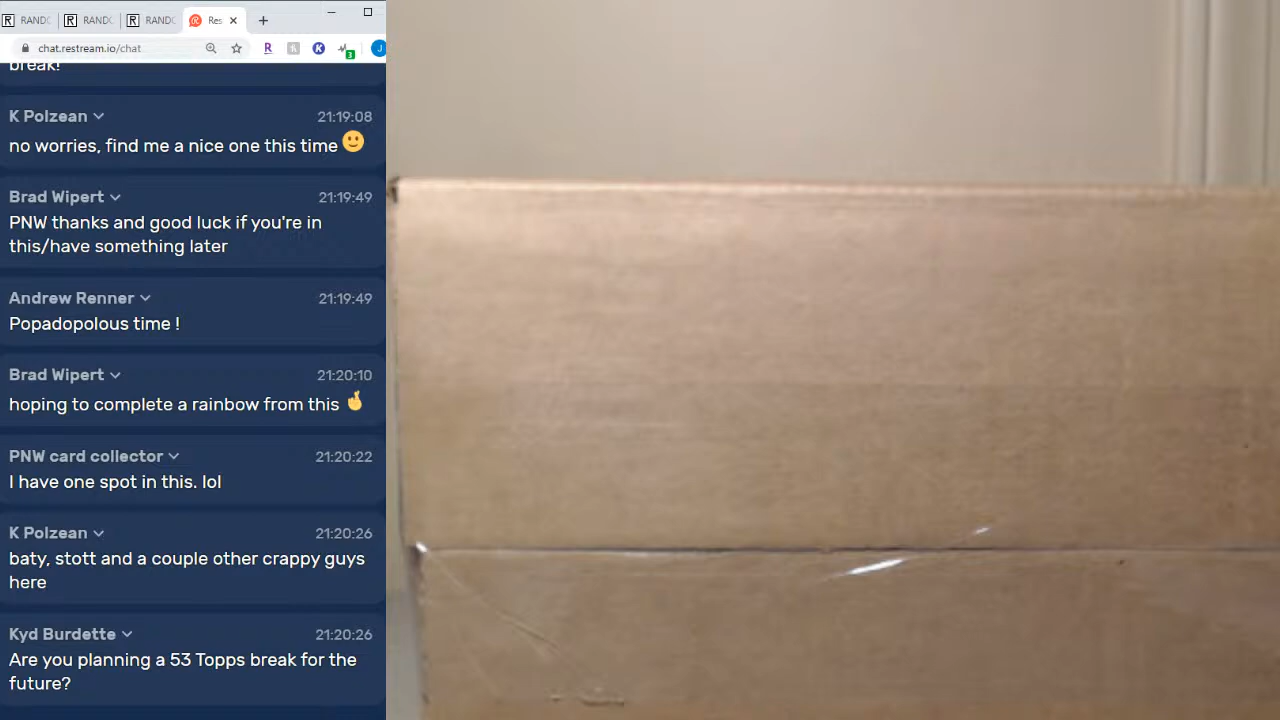 RANDO
RANDO
RANDO
Res
chat.restream.io/chat
3
J
break!
K Polzean
21:19:08
no worries, find me a nice one this time
Brad Wipert
21:19:49
PNW thanks and good luck if you're in
this/have something later
Andrew Renner
21:19:49
Popadopolous time !
Brad Wipert
21:20:10
hoping to complete a rainbow from this
PNW card collector
21:20:22
I have one spot in this. lol
K Polzean
21:20:26
baty, stott and a couple other crappy guys
here
Kyd Burdette
21:20:26
Are you planning a 53 Topps break for the
future?